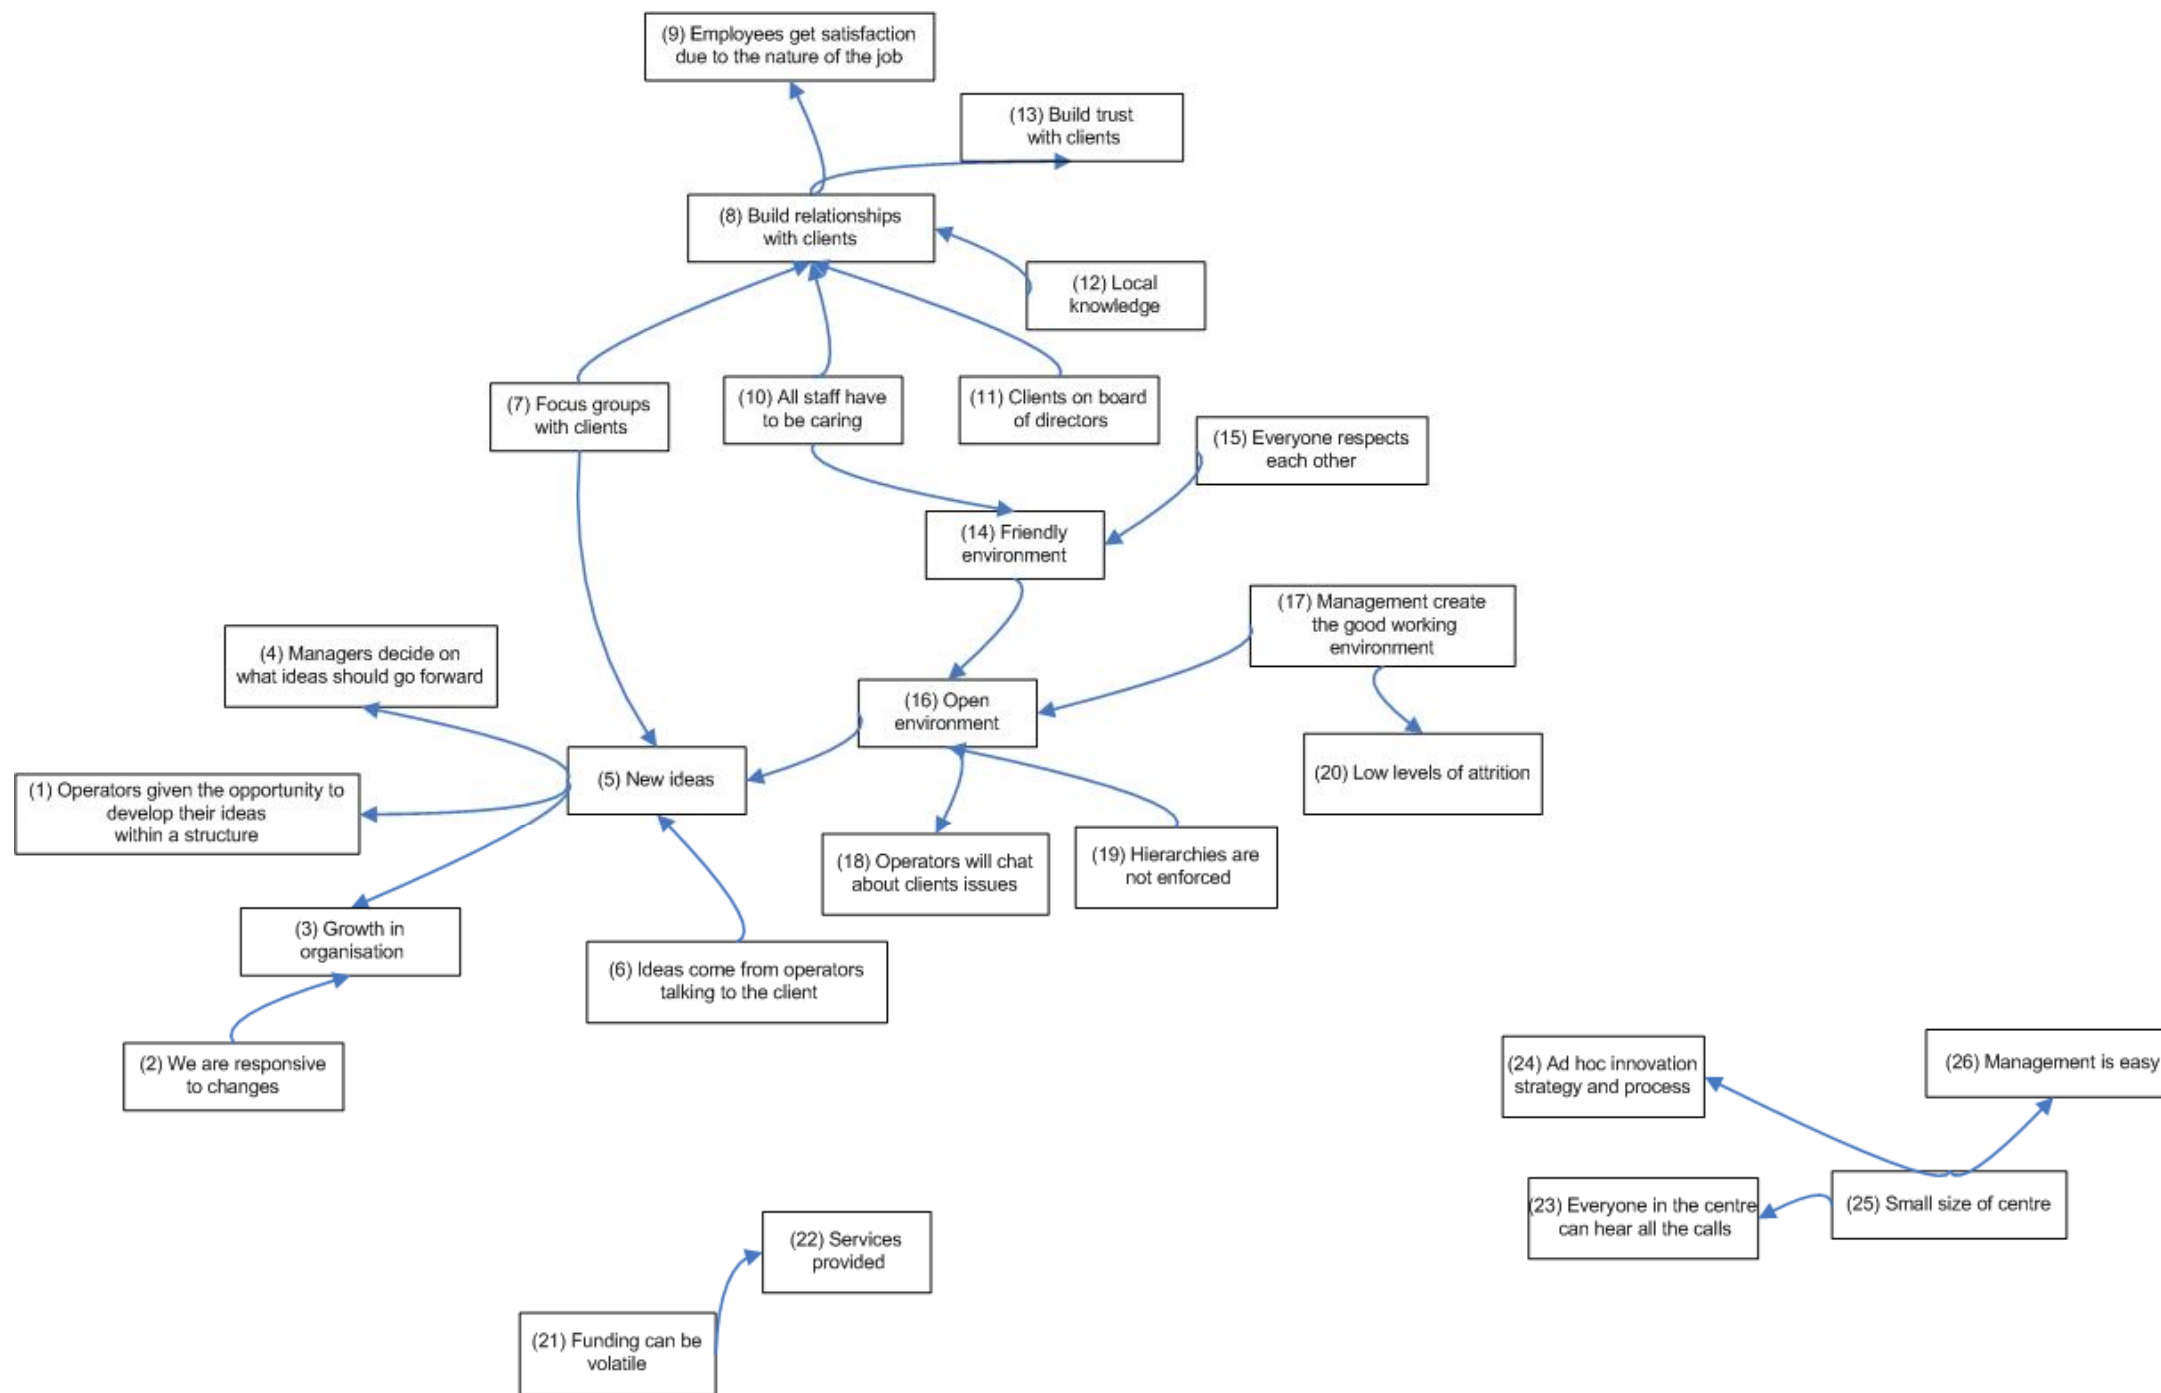 (9) Employees get satisfaction
due to the nature of the job
(13) Build trust
with clients
(8) Build relationships
with clients
(12) Local
knowledge
(7) Focus groups
with clients
(10) All staff have
to be caring
(11) Clients on board
of directors
(15) Everyone respects
each other
(14) Friendly
environment
(17) Management create
the good working
environment
(4) Managers decide on
what ideas should go forward
(16) Open
environment
(5) New ideas
(20) Low levels of attrition
(1) Operators given the opportunity to
develop their ideas
within a structure
(18) Operators will chat
about clients issues
(19) Hierarchies are
not enforced
(3) Growth in
organisation
(6) Ideas come from operators
talking to the client
(2) We are responsive
to changes
(24) Ad hoc innovation
strategy and process
(26) Management is easy
(23) Everyone in the centre
can hear all the calls
(25) Small size of centre
(22) Services
provided
(21) Funding can be
volatile